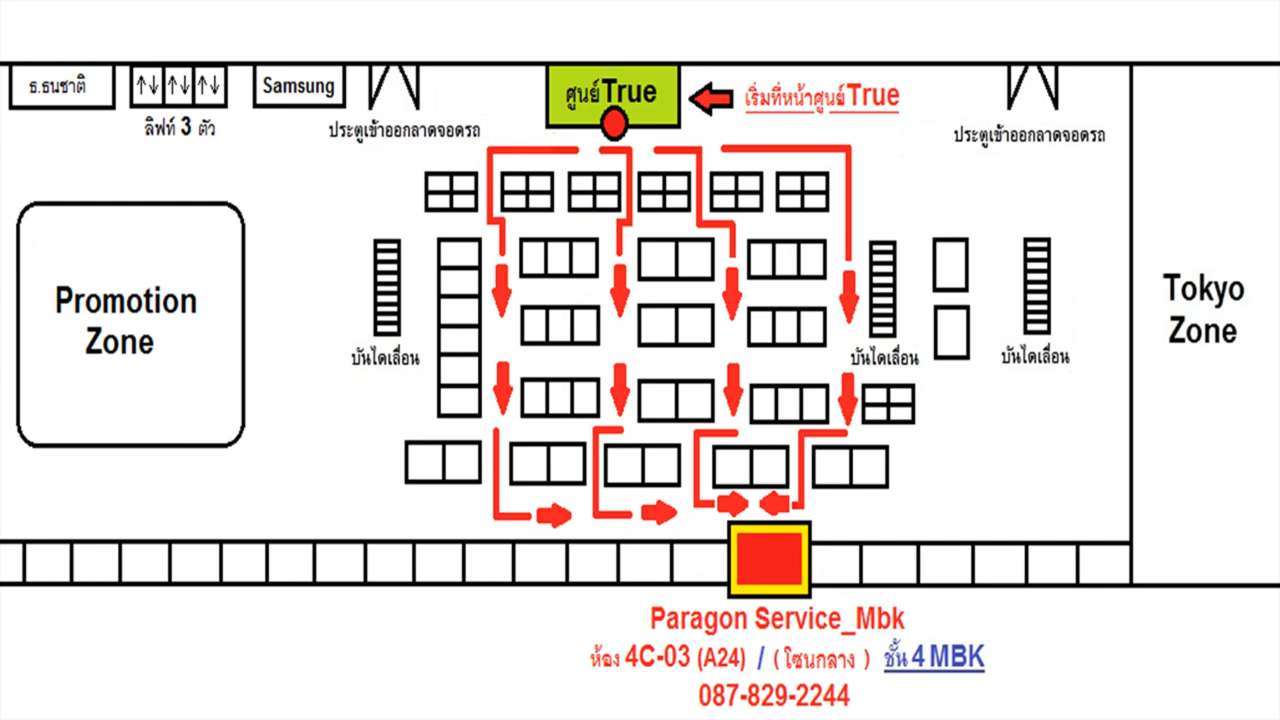 ธ.ธนชาติ
ลิฟท์ 3 ตัว
Samsung
ประตูเข้าออกลาดจอดรถ
ศูนย์True
เริ่มที่หน้าศูนย์True
ประตูเข้าออกลาดจอดรถ
Promotion
Zone
บันไดเลื่อน
บันไดเลื่อน
บันไดเลื่อน
Tokyo
Zone
Paragon Service_Mbk
ห้อง 4C-03 (A24) / ( โซนกลาง ) ชั้น 4 MBK
087-829-2244